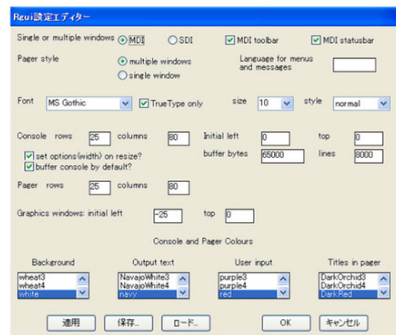 Rgui設定エディター
Single or multiple windows MDI SDI MDI toolbar MDI statusbar
Pager style multiple windows single window Language for menus and messages
Font MS Gothic TrueType only size 10 style normal
Console rows 25 columns 80 Initial left 0 top 0
set options(width) on resize? buffer bytes 65000 lines 8000
buffer console by default?
Pager rows 25 columns 80
Graphics windows: initial left -25 top 0
Console and Pager Colours
Background Output text User input Titles in pager
wheat3 NavajoWhite3 purple3 DarkOrchid3
wheat4 NavajoWhite4 purple4 DarkOrchid4
white navy red DarkRed
適用 保存... ロード... OK キャンセル